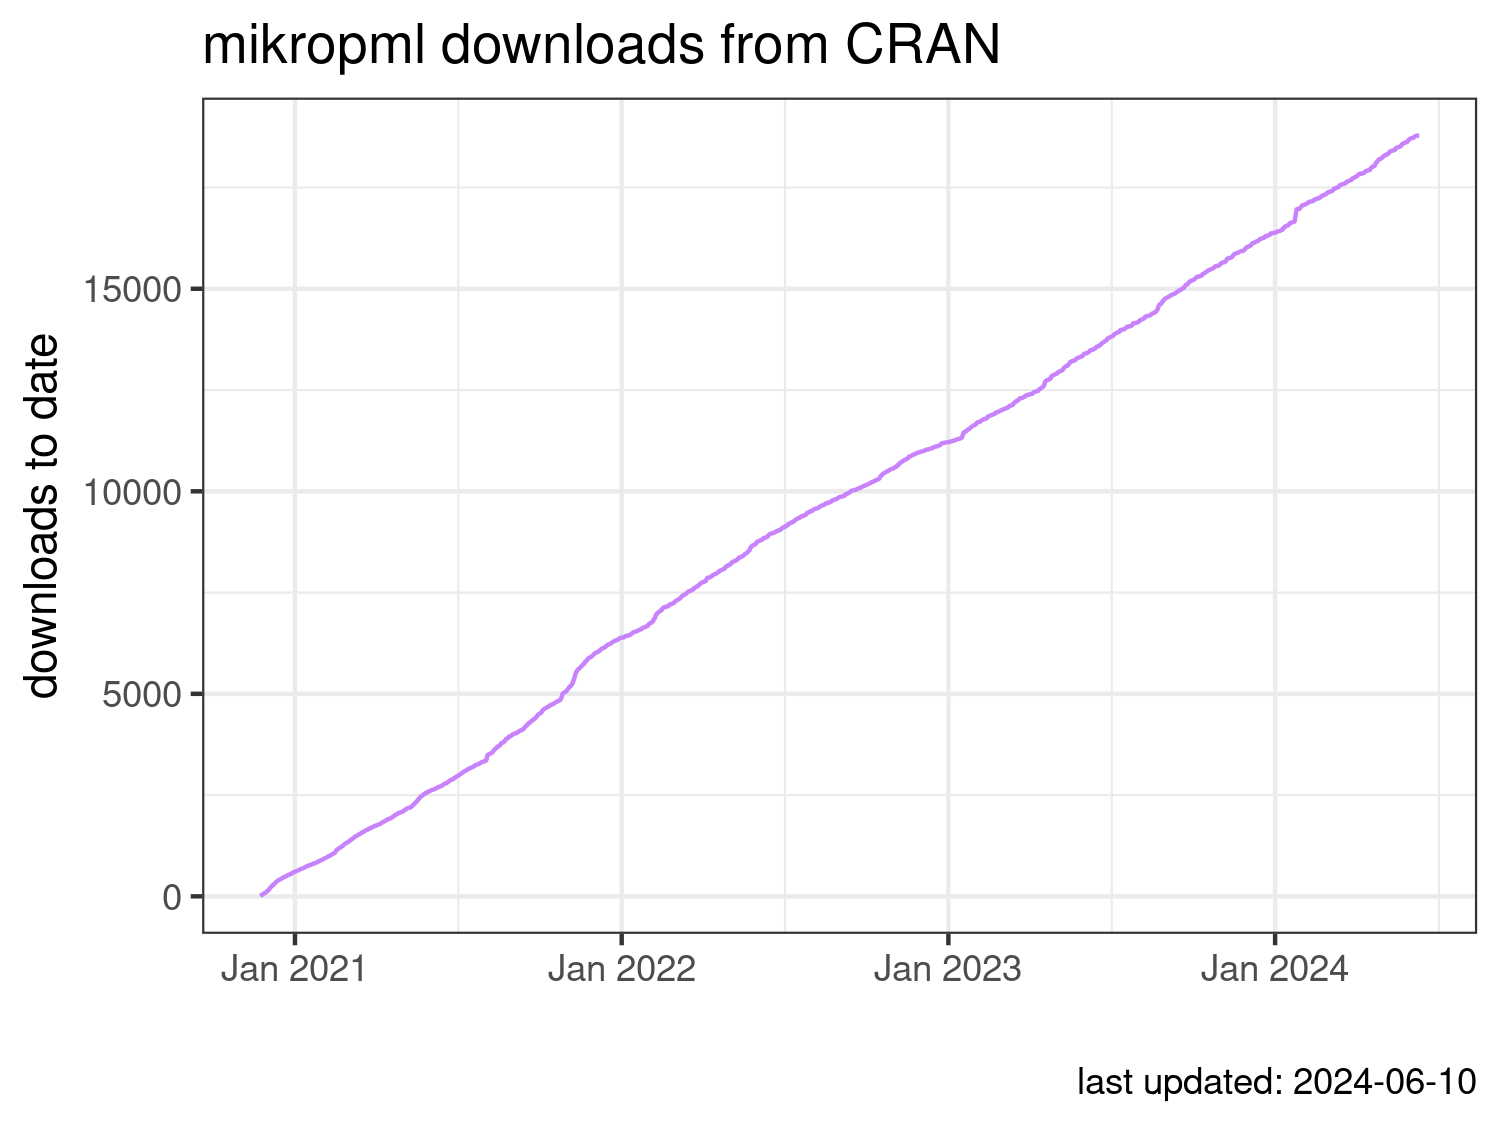 mikropml downloads from CRAN
downloads to date
15000
10000
5000
0
Jan 2021
Jan 2022
Jan 2023
Jan 2024
last updated: 2024-06-10